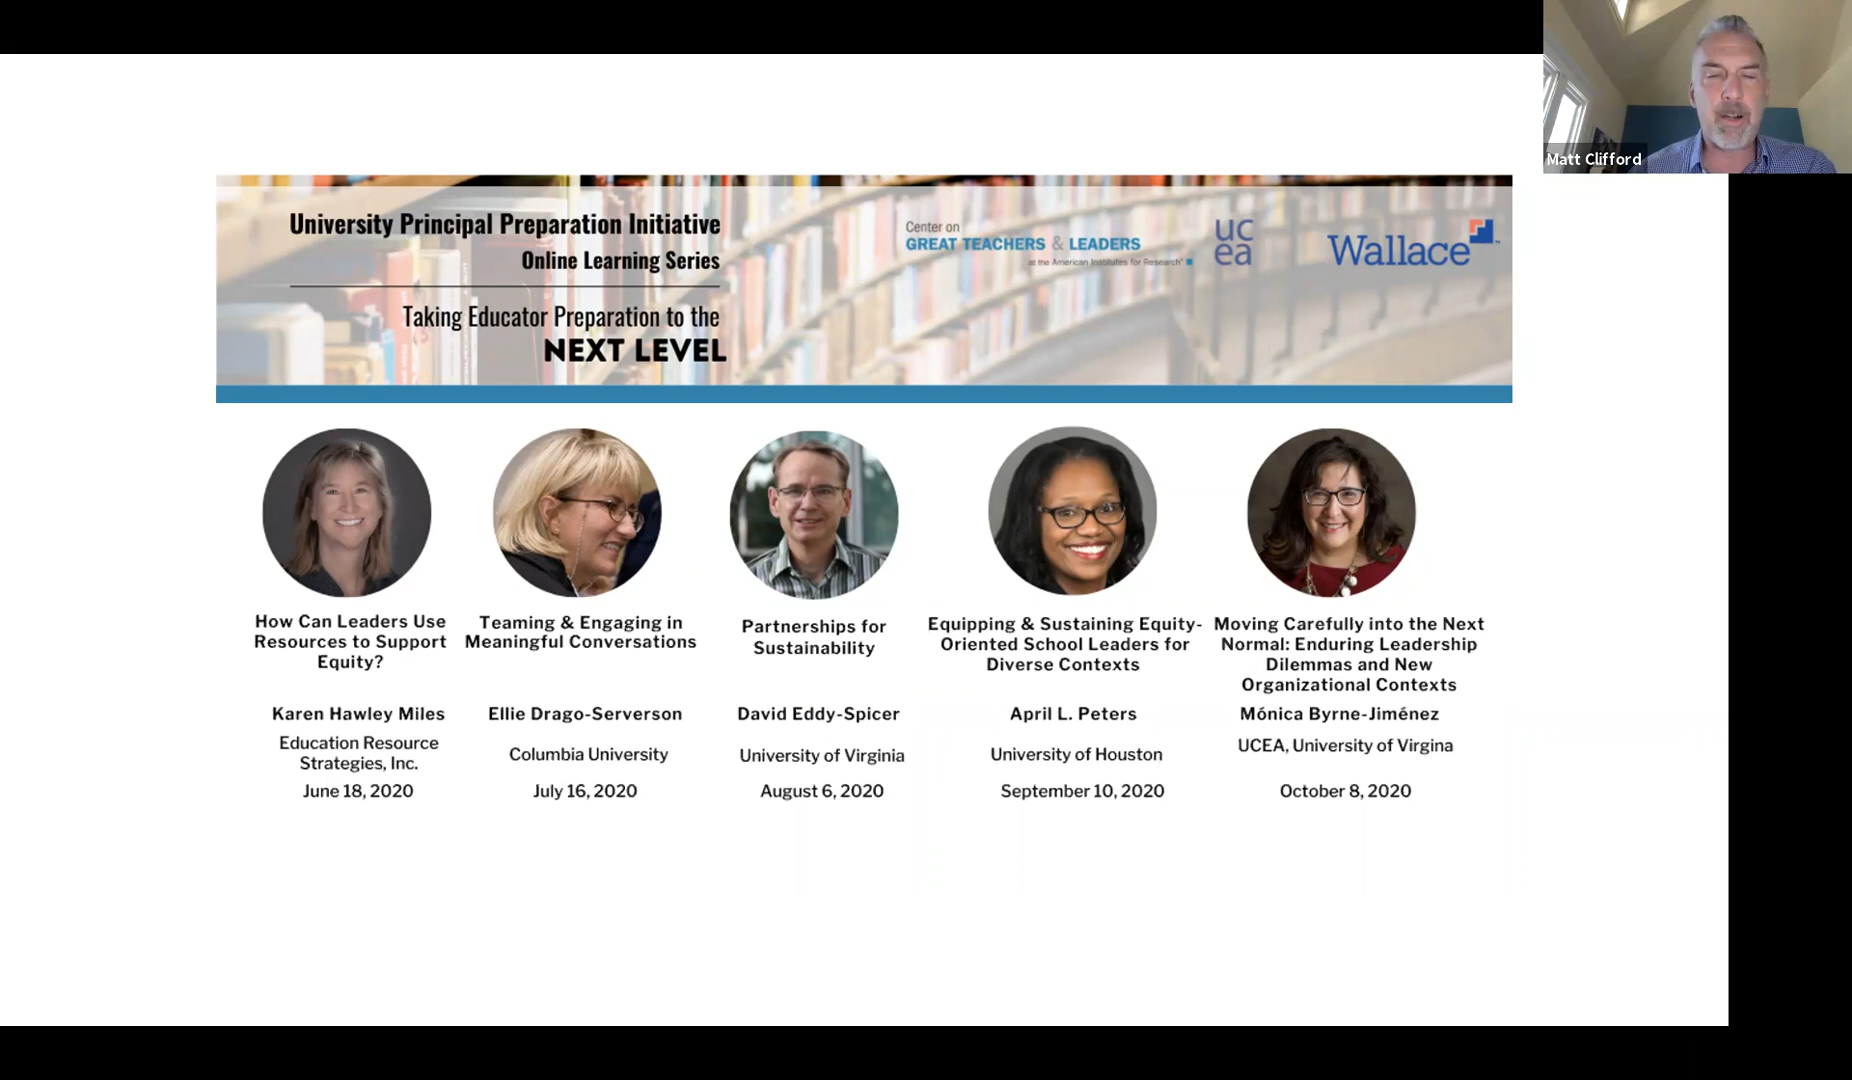 Matt Clifford
University Principal Preparation Initiative
Online Learning Series
Taking Educator Preparation to the
NEXT LEVEL
Center on
GREAT TEACHERS & LEADERS
at the American Institutes for Research®
uc
ea
Wallace™
How Can Leaders Use
Resources to Support
Equity?
Karen Hawley Miles
Education Resource
Strategies, Inc.
June 18, 2020
Teaming & Engaging in
Meaningful Conversations
Ellie Drago-Serverson
Columbia University
July 16, 2020
Partnerships for
Sustainability
David Eddy-Spicer
University of Virginia
August 6, 2020
Equipping & Sustaining Equity-
Oriented School Leaders for
Diverse Contexts
April L. Peters
University of Houston
September 10, 2020
Moving Carefully into the Next
Normal: Enduring Leadership
Dilemmas and New
Organizational Contexts
Mónica Byrne-Jiménez
UCEA, University of Virgina
October 8, 2020